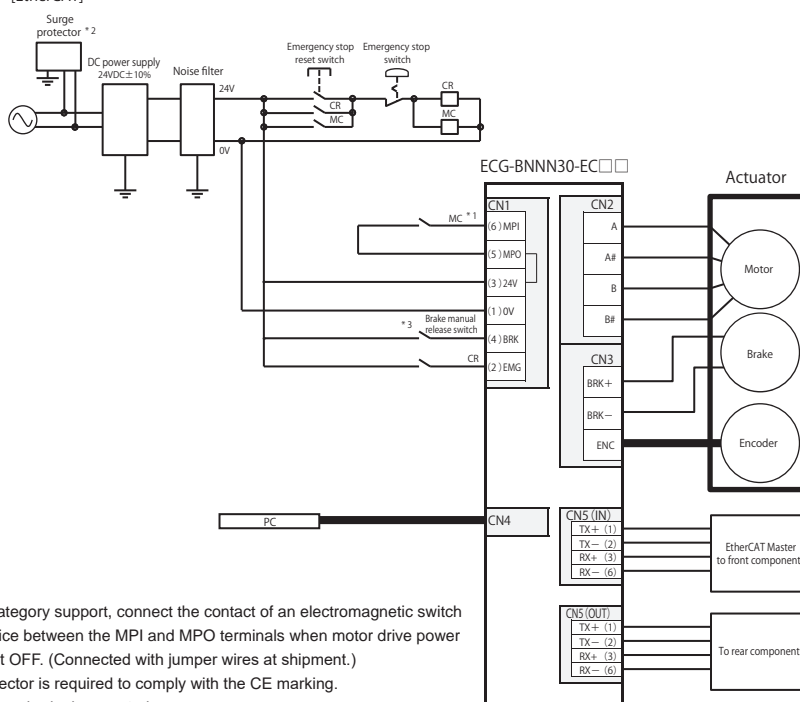 Surge
protector * 2
DC power supply
24VDC±10%
Noise filter
24V
0V
Emergency stop
reset switch
Emergency stop
switch
CR
MC
CR
MC
ECG-BNNN30-EC□□
Actuator
CN1
MC * 1
(6)MPI
(5)MPO
(3)24V
(1)0V
* 3
Brake manual
release switch
(4)BRK
CR
(2)EMG
CN2
A
A#
B
B#
Motor
CN3
BRK+
BRK−
ENC
Brake
Encoder
PC
CN4
CN5(IN)
TX+ (1)
TX− (2)
RX+ (3)
RX− (6)
EtherCAT Master
to front component
CN5(OUT)
TX+ (1)
TX− (2)
RX+ (3)
RX− (6)
To rear component
ategory support, connect the contact of an electromagnetic switch
ice between the MPI and MPO terminals when motor drive power
t OFF. (Connected with jumper wires at shipment.)
ector is required to comply with the CE marking.